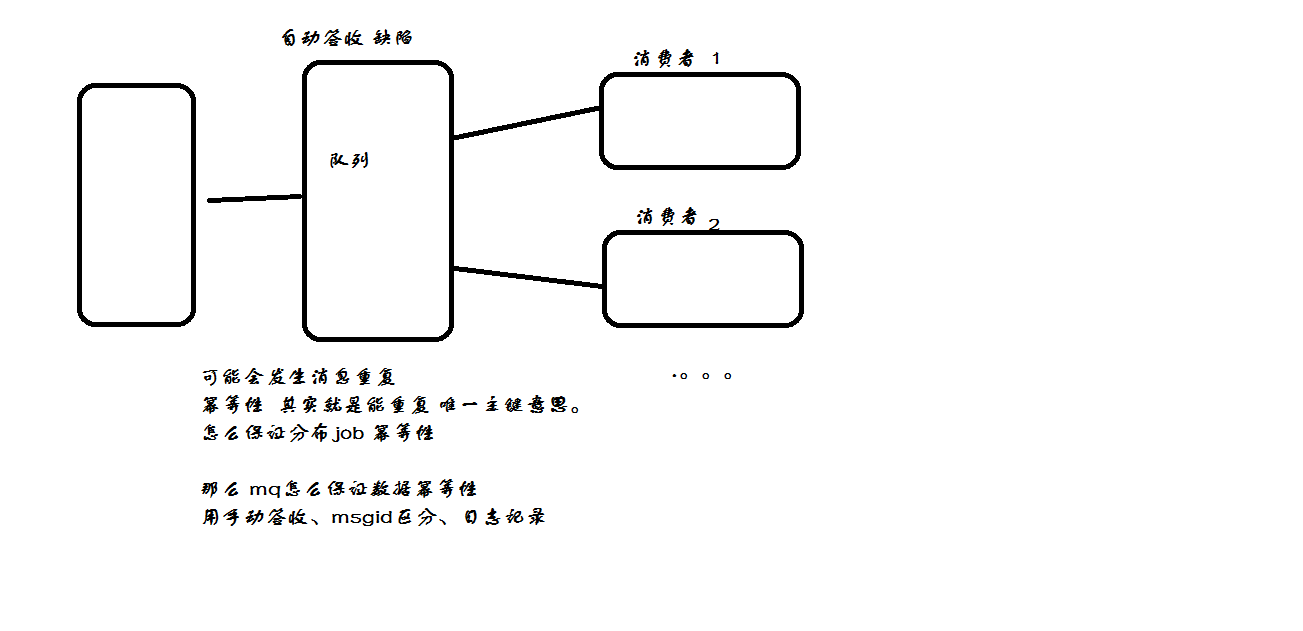 自动签收 缺陷
消费者 1
队列
消费者 2
可能会发生消息重复
.。。。
幂等性 其实就是能重复 唯一主键意思。
怎么保证分布job 幂等性
那么 mq怎么保证数据幂等性
用手动签收、msgid区分、日志记录